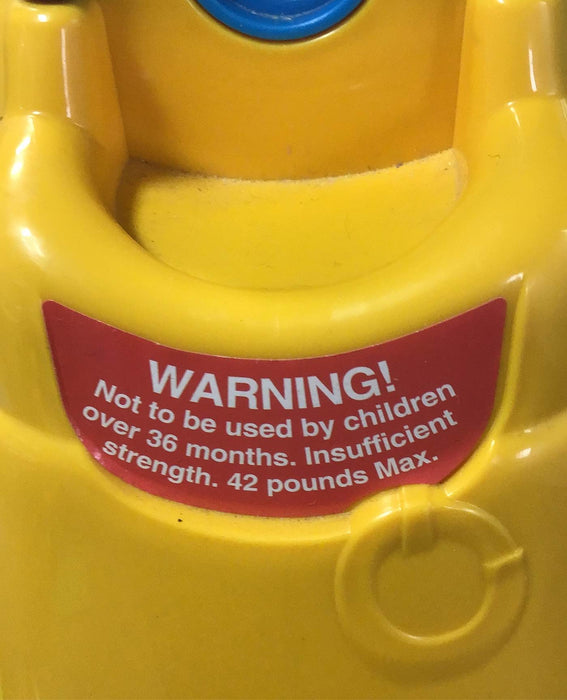 WARNING!
Not to be used by children
over 36 months. Insufficient
strength. 42 pounds Max.